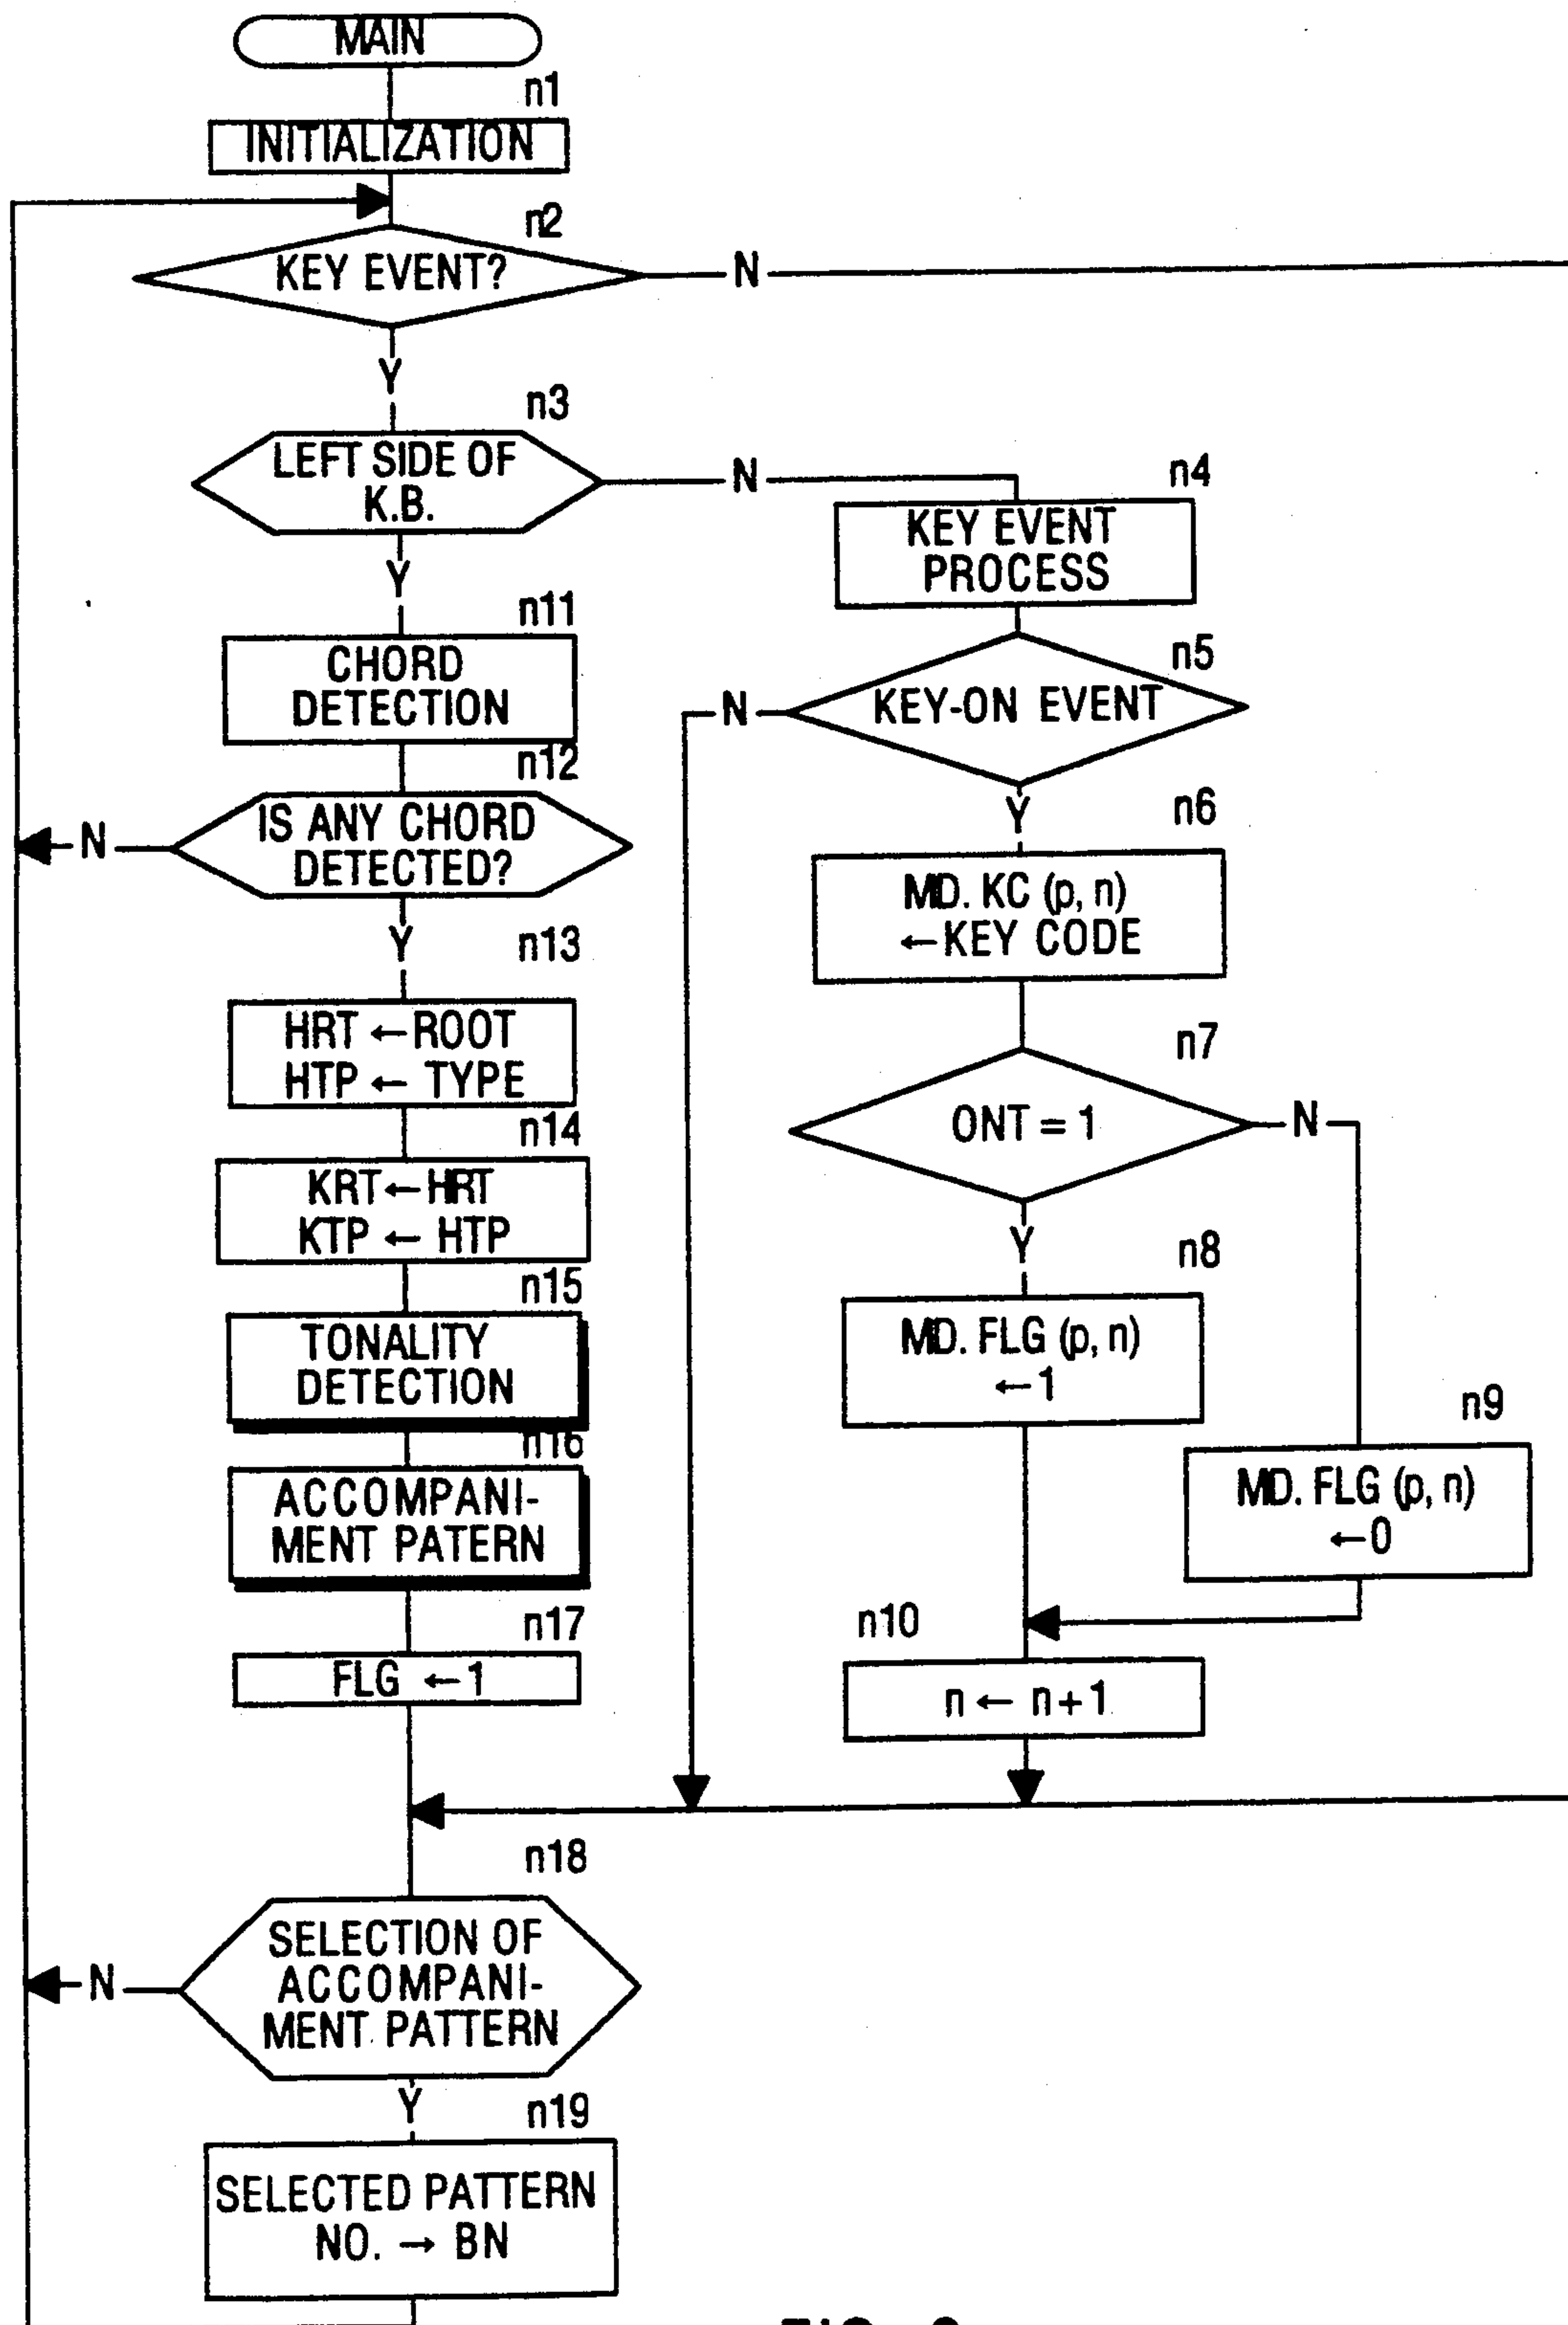 MAIN
n1
INITIALIZATION
n2
KEY EVENT?
N
Y
n3
LEFT SIDE OF
K.B.
N
Y
n4
KEY EVENT
PROCESS
n5
KEY-ON EVENT
N
Y
n6
MD. KC (p, n)
←KEY CODE
n7
ONT = 1
N
Y
n8
MD. FLG (p, n)
←1
n9
MD. FLG (p, n)
←0
n10
n ← n+1
n11
CHORD
DETECTION
n12
IS ANY CHORD
DETECTED?
N
Y
n13
HRT ←ROOT
HTP ← TYPE
n14
KRT←HRT
KTP ← HTP
n15
TONALITY
DETECTION
n16
ACCOMPANI-
MENT PATERN
n17
FLG ←1
n18
SELECTION OF
ACCOMPANI-
MENT PATTERN
N
Y
n19
SELECTED PATTERN
NO. → BN